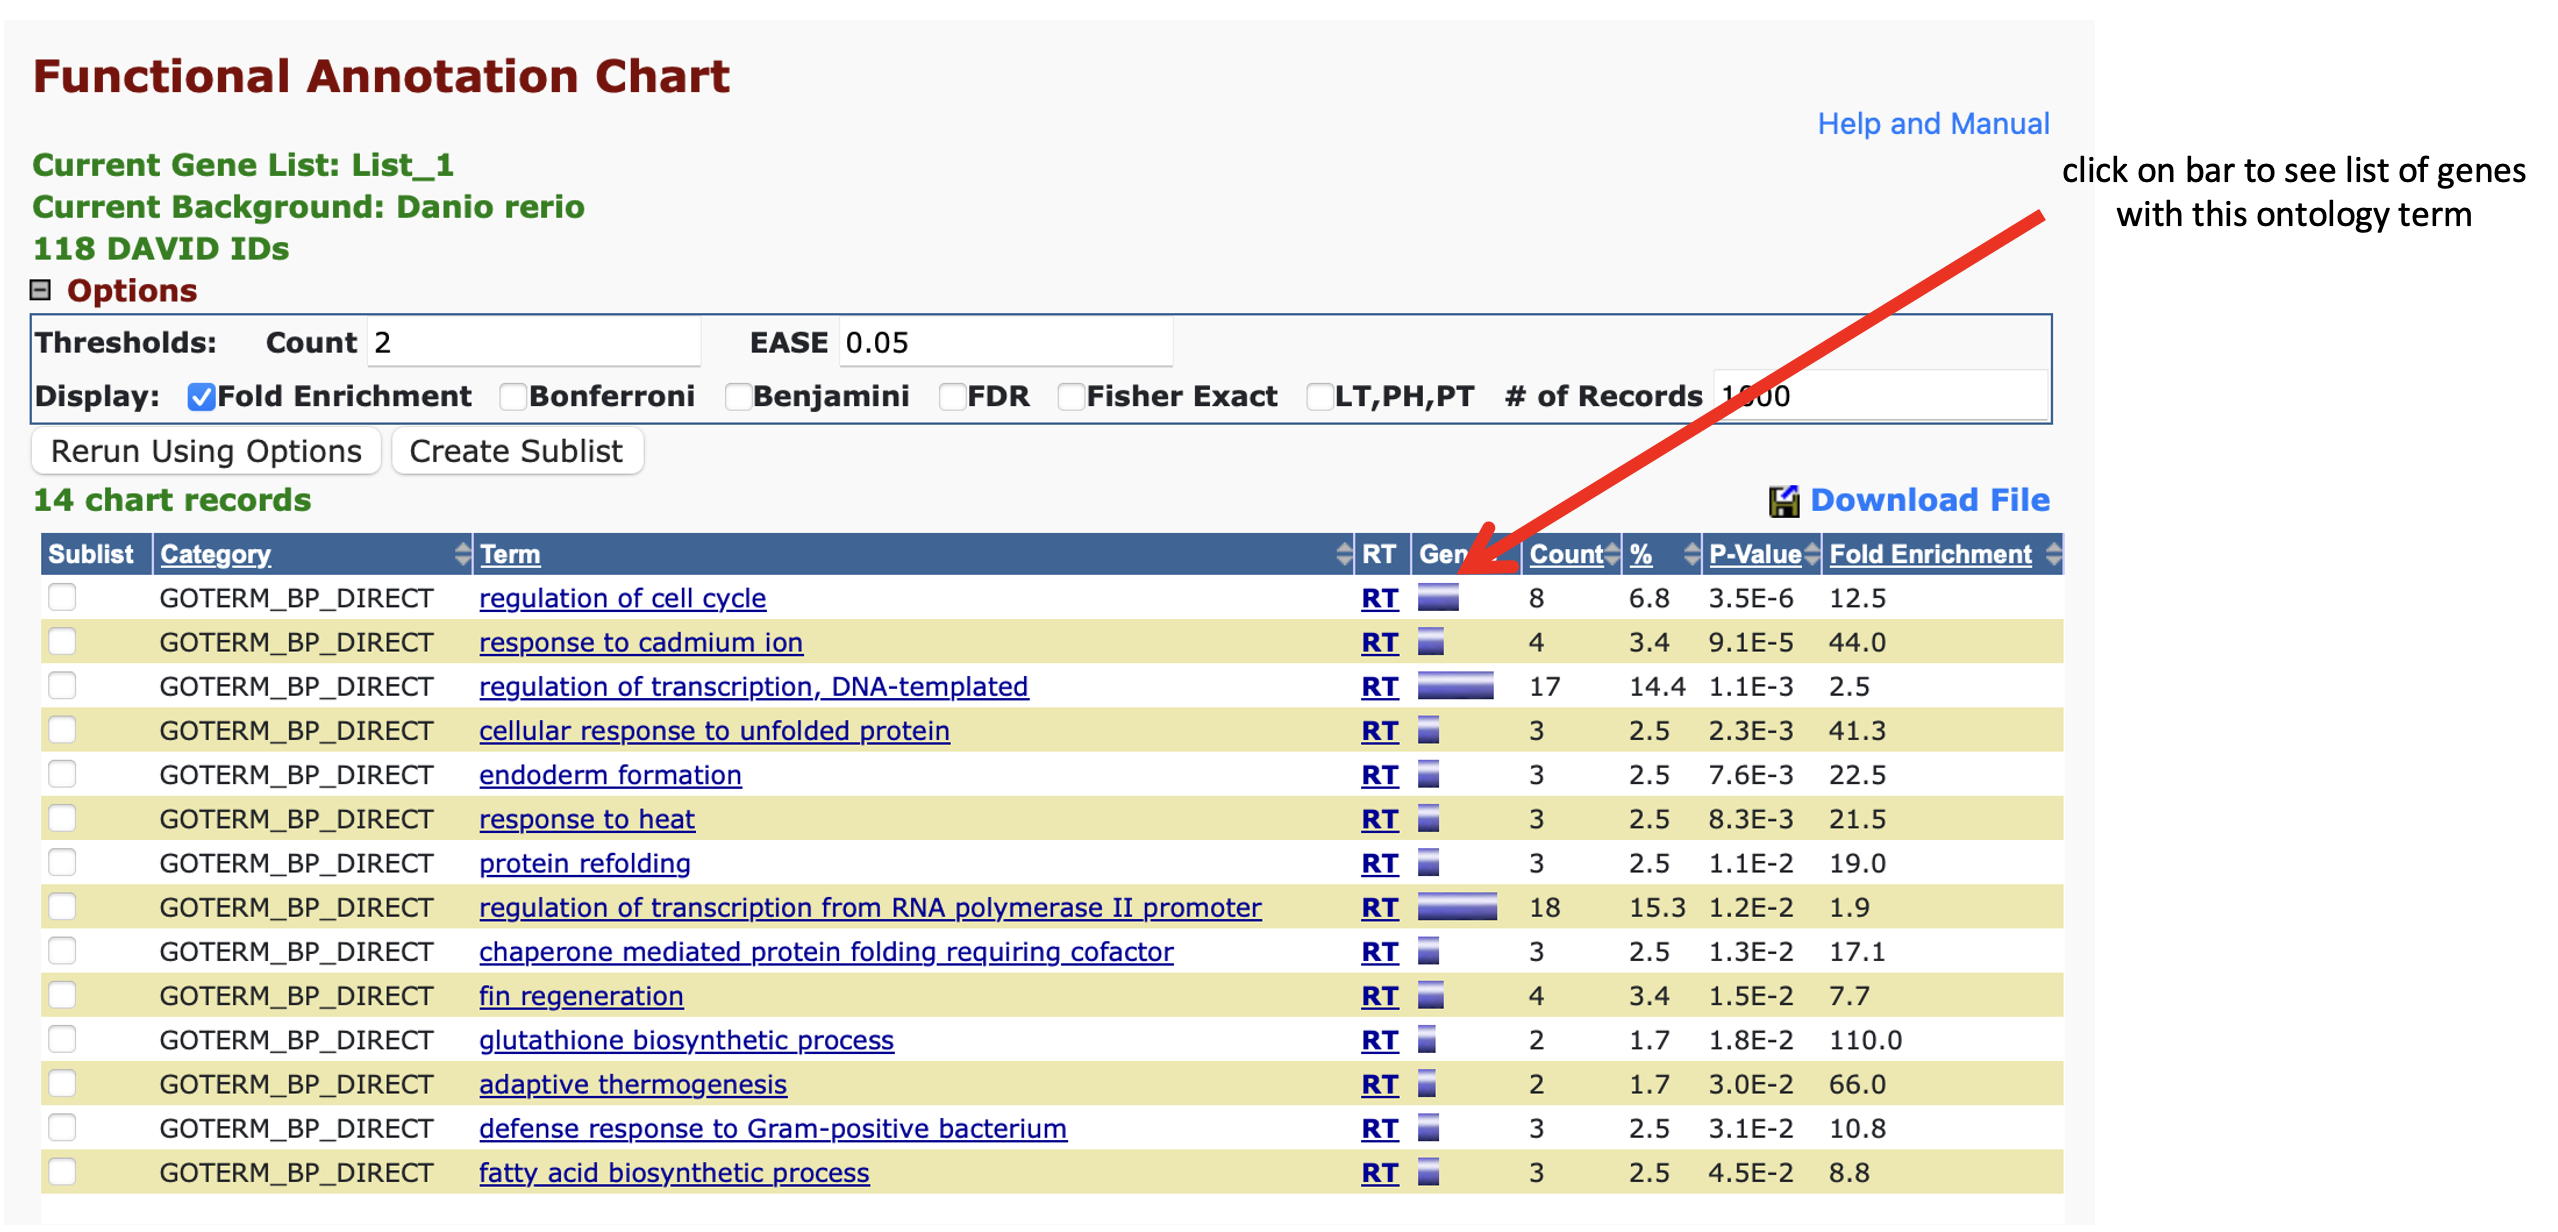 Functional Annotation Chart
Help and Manual
click on bar to see list of genes
with this ontology term
Current Gene List: List_1
Current Background: Danio rerio
118 DAVID IDs
Options
Thresholds: Count 2 EASE 0.05
Display: Fold Enrichment Bonferroni Benjamini FDR Fisher Exact LT,PH,PT # of Records 1000
Rerun Using Options Create Sublist
14 chart records Download File
Sublist Category Term RT Count % P-Value Fold Enrichment
GOTERM_BP_DIRECT regulation of cell cycle RT 8 6.8 3.5E-6 12.5
GOTERM_BP_DIRECT response to cadmium ion RT 4 3.4 9.1E-5 44.0
GOTERM_BP_DIRECT regulation of transcription, DNA-templated RT 17 14.4 1.1E-3 2.5
GOTERM_BP_DIRECT cellular response to unfolded protein RT 3 2.5 2.3E-3 41.3
GOTERM_BP_DIRECT endoderm formation RT 3 2.5 7.6E-3 22.5
GOTERM_BP_DIRECT response to heat RT 3 2.5 8.3E-3 21.5
GOTERM_BP_DIRECT protein refolding RT 3 2.5 1.1E-2 19.0
GOTERM_BP_DIRECT regulation of transcription from RNA polymerase II promoter RT 18 15.3 1.2E-2 1.9
GOTERM_BP_DIRECT chaperone mediated protein folding requiring cofactor RT 3 2.5 1.3E-2 17.1
GOTERM_BP_DIRECT fin regeneration RT 4 3.4 1.5E-2 7.7
GOTERM_BP_DIRECT glutathione biosynthetic process RT 2 1.7 1.8E-2 110.0
GOTERM_BP_DIRECT adaptive thermogenesis RT 2 1.7 3.0E-2 66.0
GOTERM_BP_DIRECT defense response to Gram-positive bacterium RT 3 2.5 3.1E-2 10.8
GOTERM_BP_DIRECT fatty acid biosynthetic process RT 3 2.5 4.5E-2 8.8